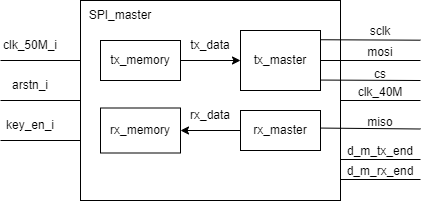 SPI_master
clk_50M_i
arstn_i
key_en_i
tx_memory
tx_data
tx_master
rx_memory
rx_data
rx_master
sclk
mosi
cs
clk_40M
miso
d_m_tx_end
d_m_rx_end